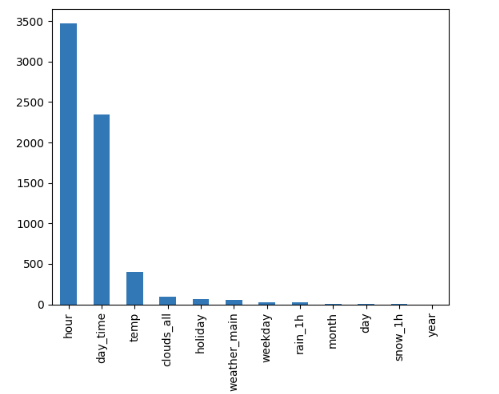 3500
3000
2500
2000
1500
1000
500
0
hour
day_time
temp
clouds_all
holiday
weather_main
weekday
rain_1h
month
day
snow_1h
year